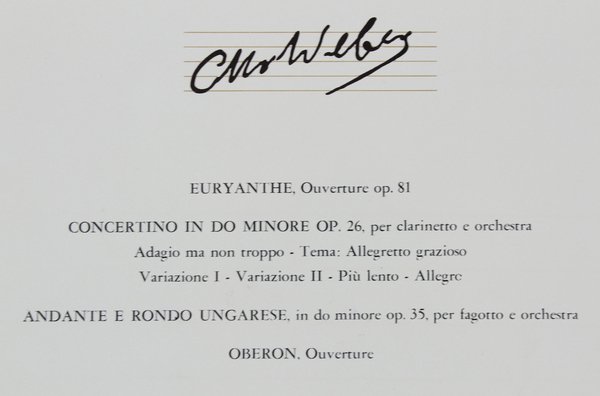 CMvWeber
EURYANTHE, Ouverture op. 81
CONCERTINO IN DO MINORE OP. 26, per clarinetto e orchestra
Adagio ma non troppo - Tema: Allegretto grazioso
Variazione I - Variazione II - Più lento - Allegro
ANDANTE E RONDO UNGARESE, in do minore op. 35, per fagotto e orchestra
OBERON, Ouverture